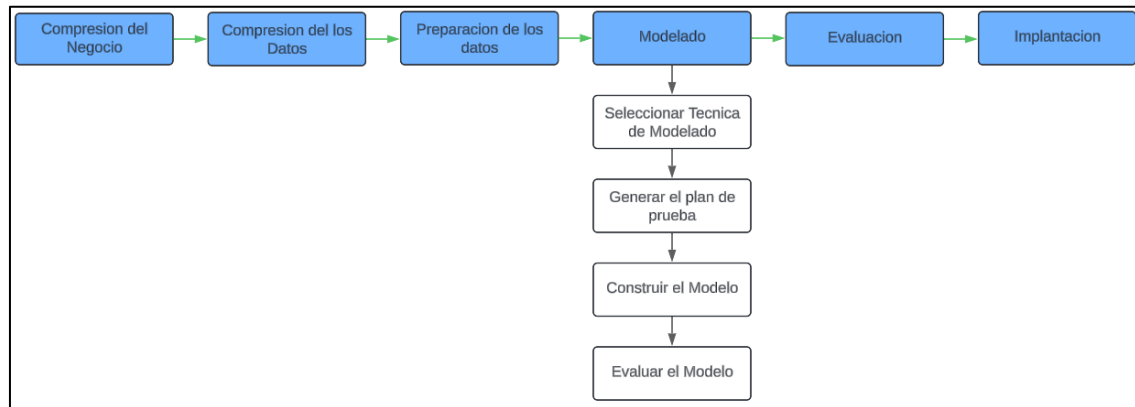 Compresion del
Negocio
Compresion del los
Datos
Preparacion de los
datos
Modelado
Evaluacion
Implantacion
Seleccionar Tecnica
de Modelado
Generar el plan de
prueba
Construir el Modelo
Evaluar el Modelo